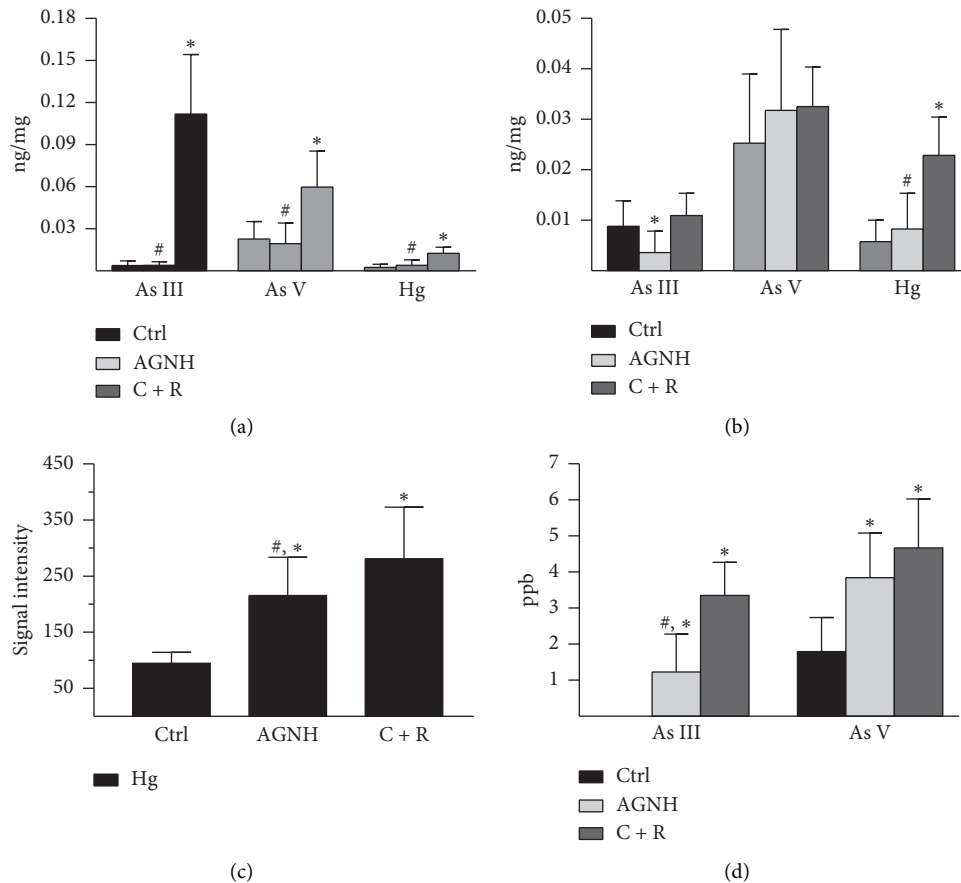 0.18
0.15
0.12
0.09
0.06
0.03
ng/mg
*
#
#
*
#
*
As III
As V
Hg
Ctrl
AGNH
C + R
(a)
0.05
0.04
0.03
0.02
0.01
ng/mg
*
#
*
As III
As V
Hg
Ctrl
AGNH
C + R
(b)
450
350
250
150
50
Signal intensity
#, *
*
Ctrl
AGNH
C + R
Hg
(c)
7
6
5
4
3
2
1
ppb
#, *
*
*
*
As III
As V
Ctrl
AGNH
C + R
(d)